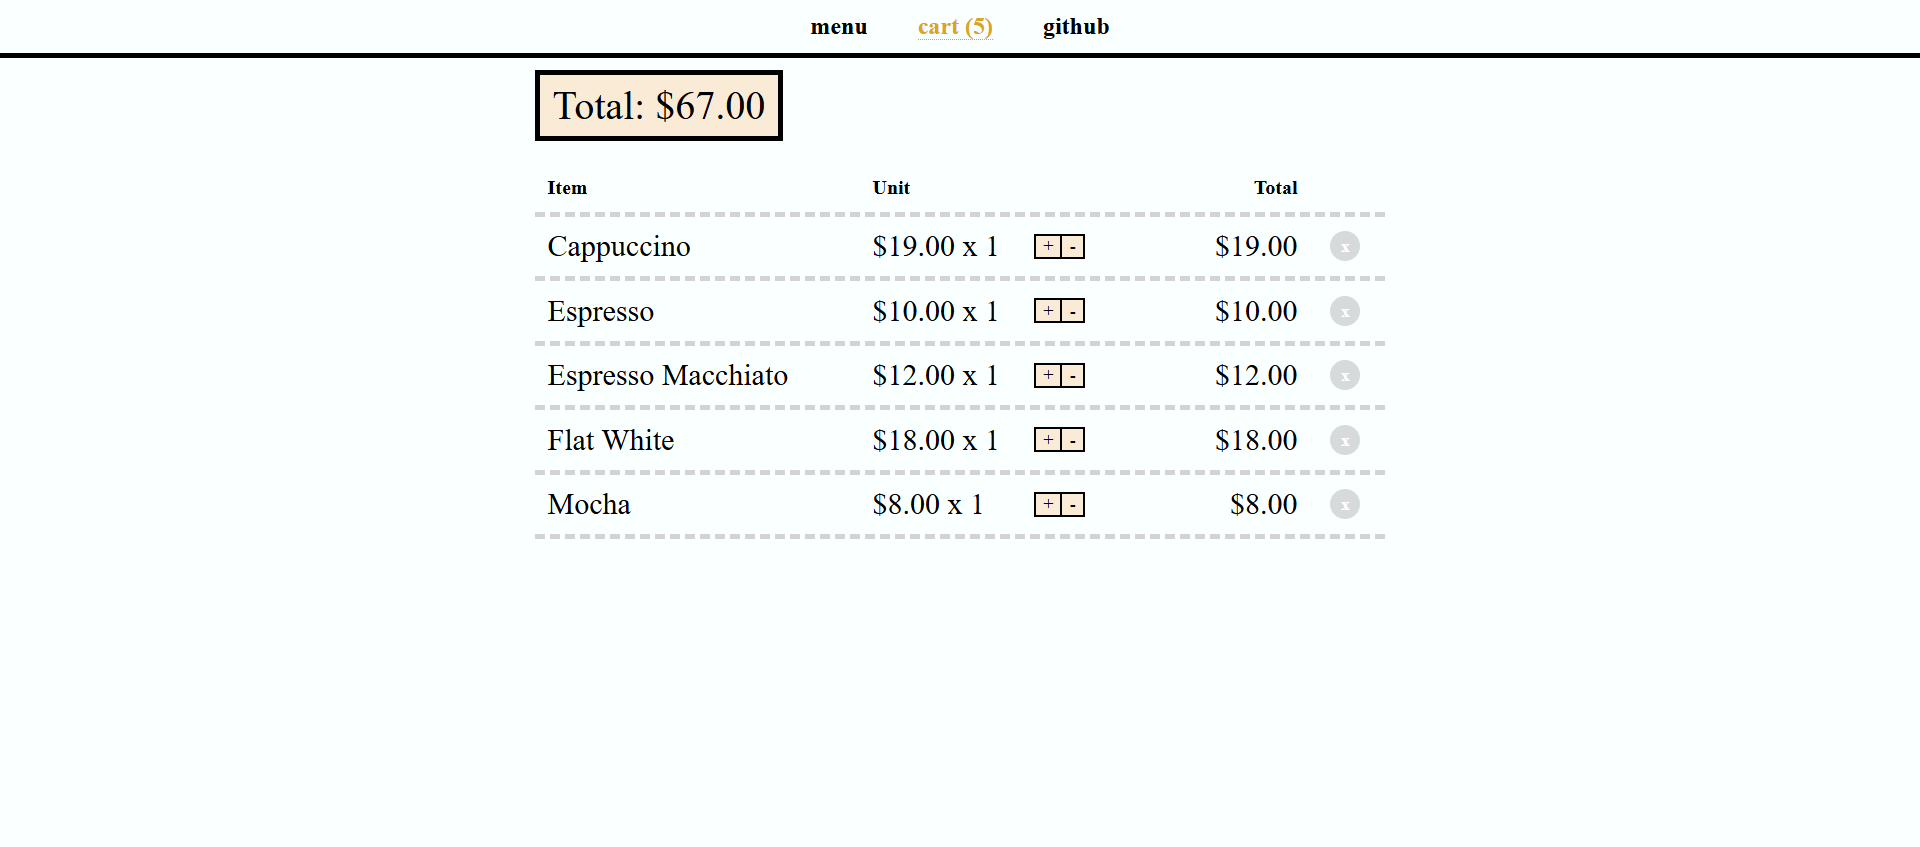 menu cart (5) github
Total: $67.00
Item Unit Total
Cappuccino $19.00 x 1 + - $19.00 x
Espresso $10.00 x 1 + - $10.00 x
Espresso Macchiato $12.00 x 1 + - $12.00 x
Flat White $18.00 x 1 + - $18.00 x
Mocha $8.00 x 1 + - $8.00 x